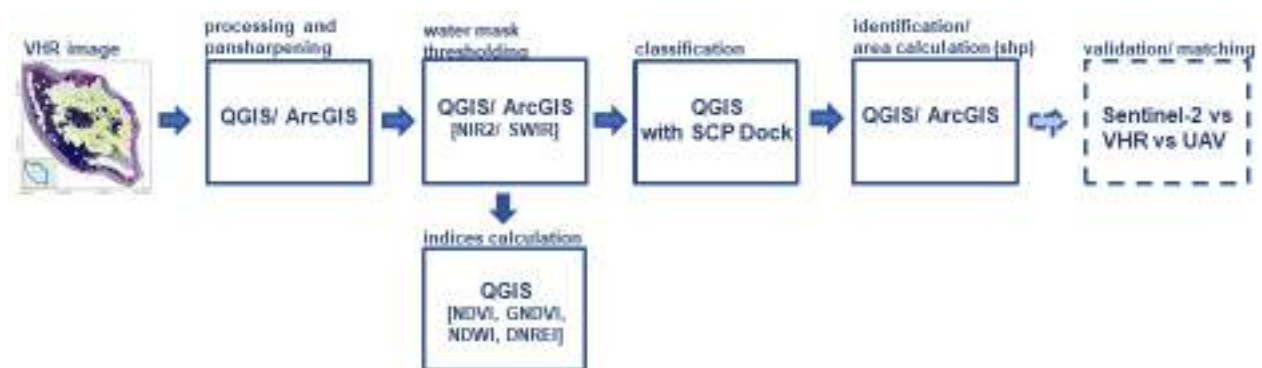 VHR image
processing and
pansharpening
QGIS/ ArcGIS
water mask
thresholding
QGIS/ ArcGIS
[NIR2/ SWIR]
classification
QGIS
with SCP Dock
identification/
area calculation (shp)
QGIS/ ArcGIS
validation/ matching
Sentinel-2 vs
VHR vs UAV
indices calculation
QGIS
[NDVI, GNDVI,
NDWI, DNREI]